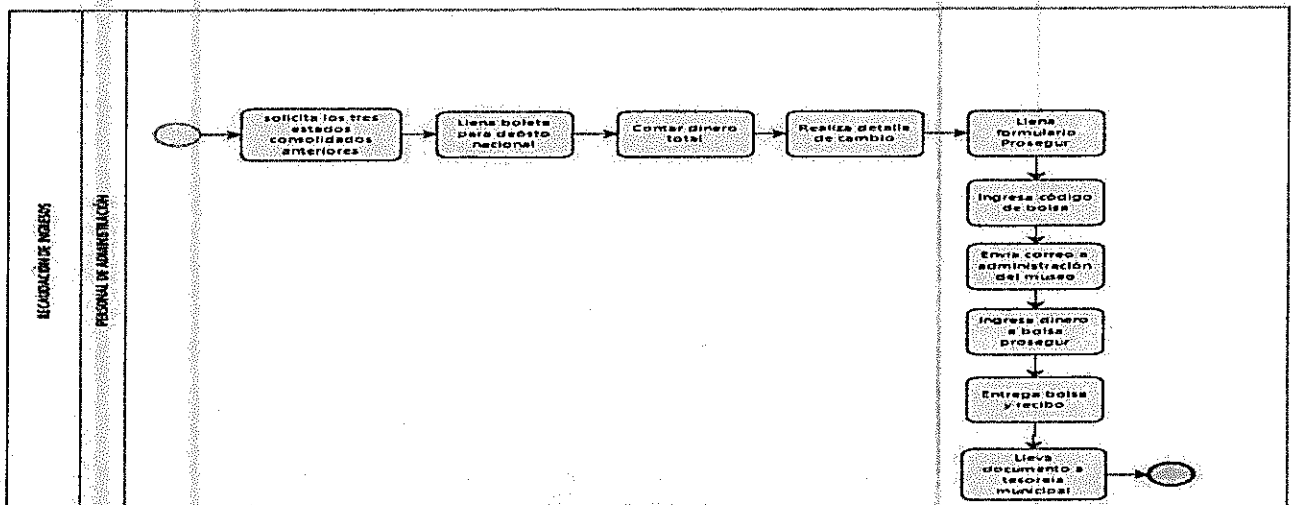 RECAUDACIÓN DE INGRESOS
PERSONAL DE ADMINISTRACIÓN
solicita los tres
estados
consolidados
anteriores
Llena boleta
para deósto
nacional
Contar dinero
total
Realiza detalle
de cambio
Llena
formulario
Prosegur
Ingresa código
de bolsa
Envía correo a
administración
del museo
Ingresa dinero
a bolsa
prosegur
Entrega bolsa
y recibo
Lleva
documento a
tesoreía
municipal